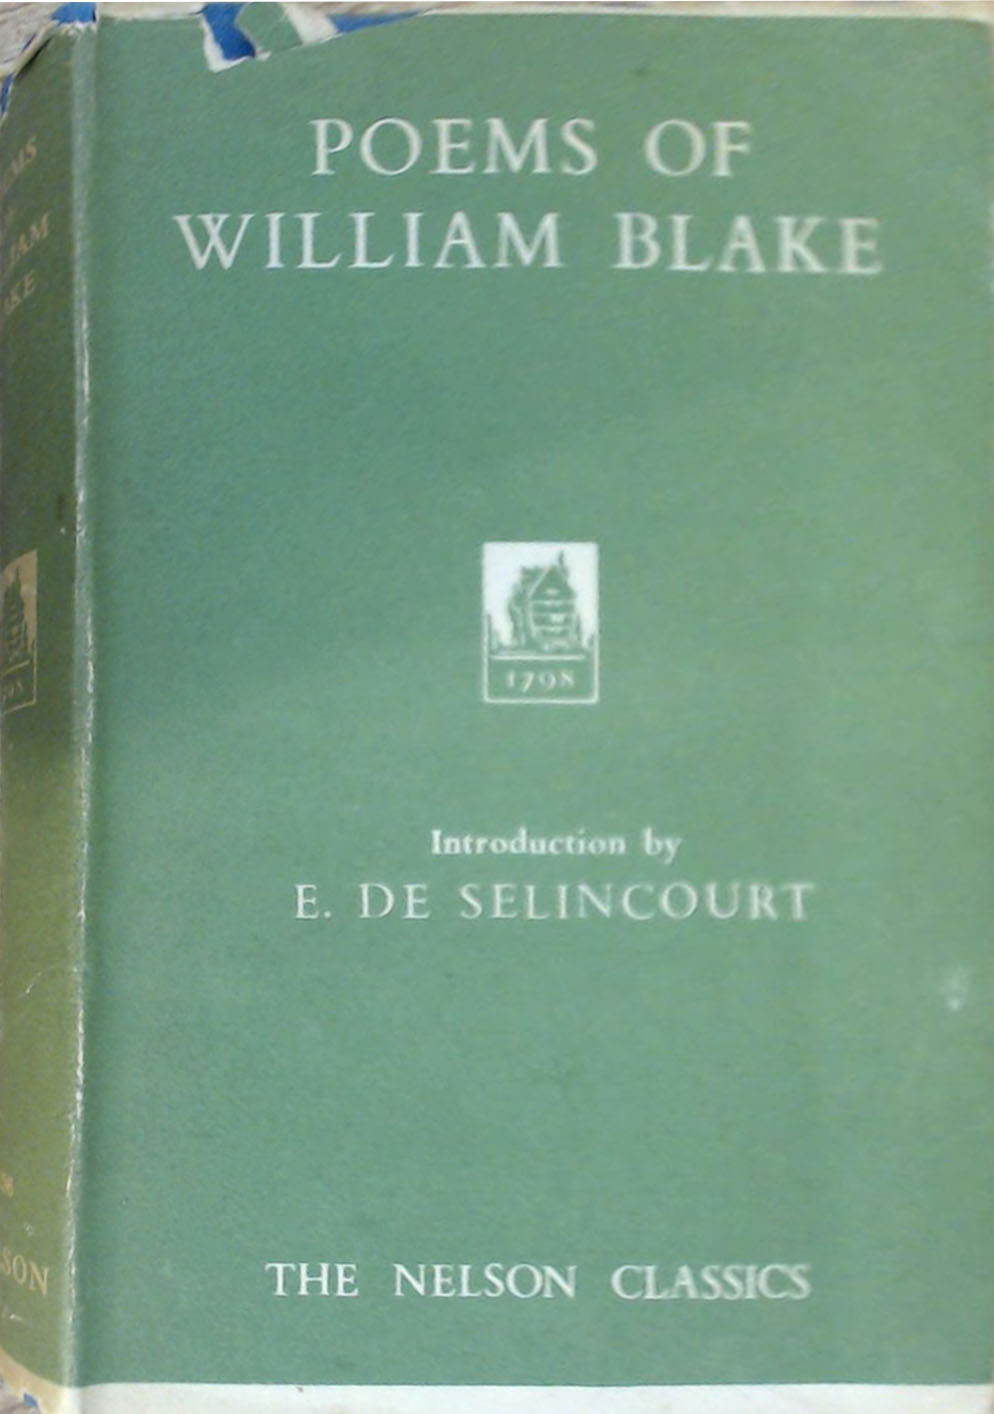 POEMS OF
WILLIAM BLAKE
1798
Introduction by
E. DE SELINCOURT
THE NELSON CLASSICS